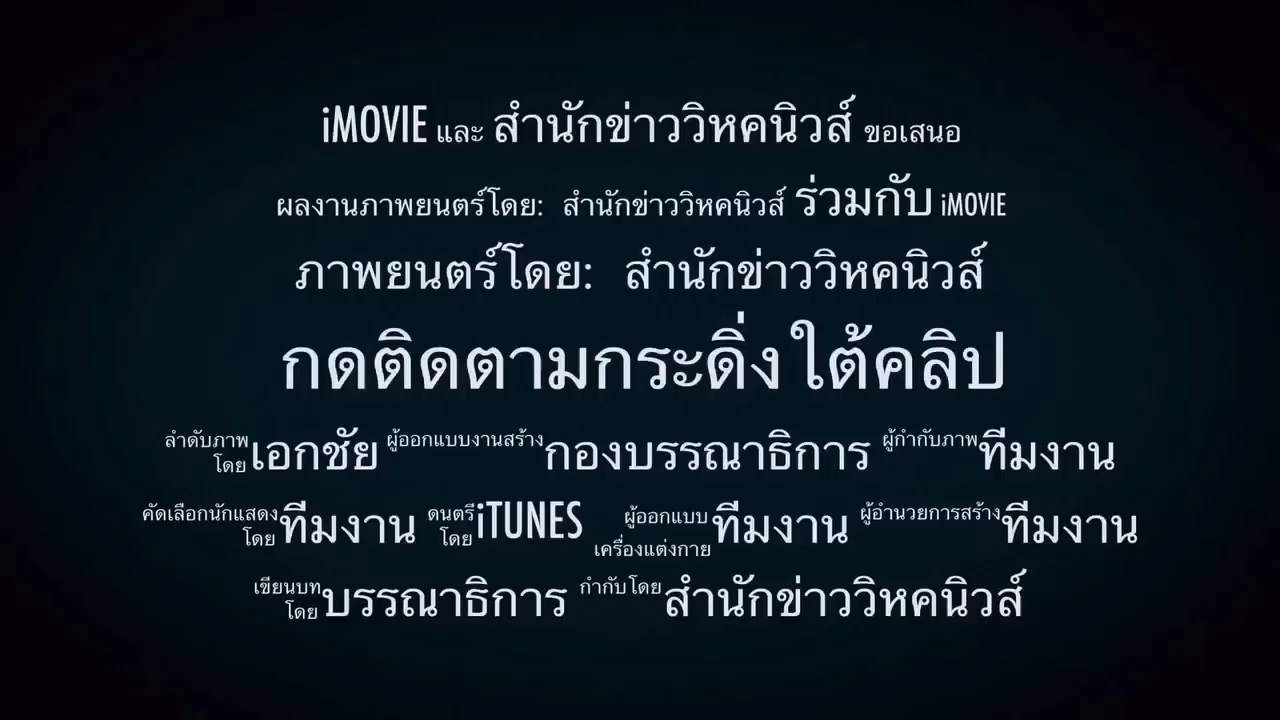 iMOVIE และ สำนักข่าววิหคนิวส์ ขอเสนอ
ผลงานภาพยนตร์โดย: สำนักข่าววิหคนิวส์ ร่วมกับ iMOVIE
ภาพยนตร์โดย: สำนักข่าววิหคนิวส์
กดติดตามกระดิ่ง ใต้คลิป
ลำดับภาพโดย เอกชัย ผู้ออกแบบงานสร้าง กองบรรณาธิการ ผู้กำกับภาพ ทีมงาน
คัดเลือกนักแสดงโดย ทีมงาน ดนตรีโดย iTUNES ผู้ออกแบบเครื่องแต่งกาย ทีมงาน ผู้อำนวยการสร้าง ทีมงาน
เขียนบทโดย บรรณาธิการ กำกับโดย สำนักข่าววิหคนิวส์